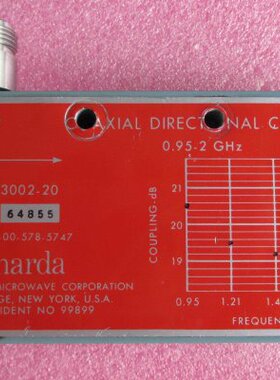 AXIAL DIRECTIONAL C
3002-20
0.95-2 GHz
64855
00-578-5747
narda
MICROWAVE CORPORATION
GE, NEW YORK, U.S.A.
IDENT NO 99899
COUPLING-dB
21
20
19
0.95 1.21 1.4
FREQUEN